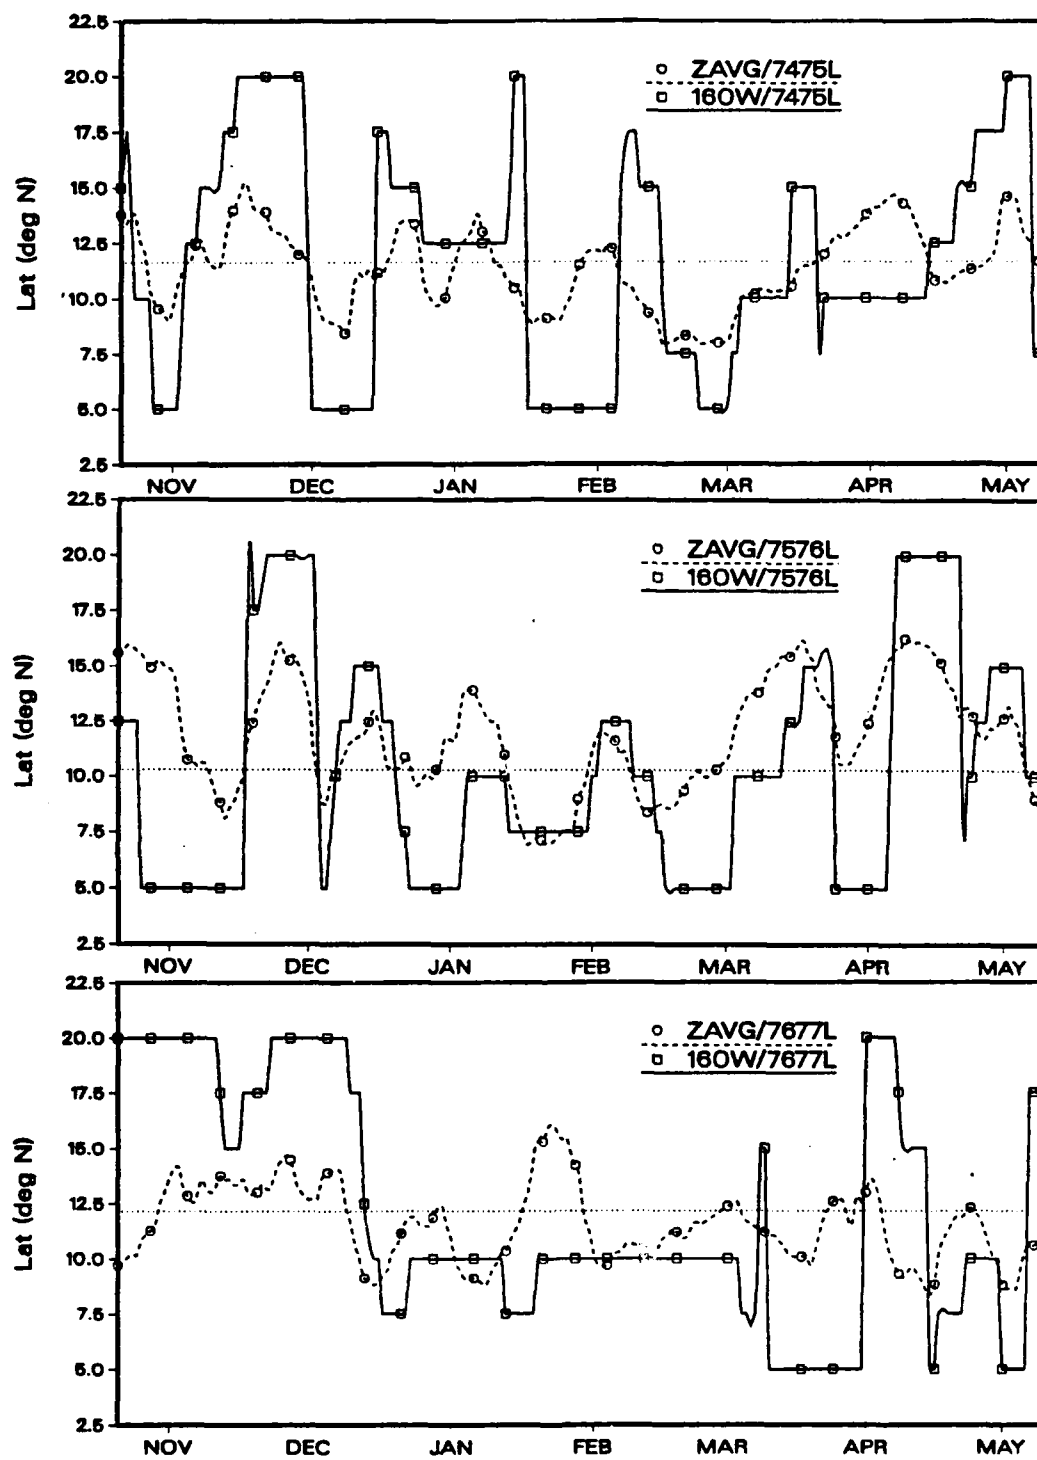 22.5
20.0
17.5
15.0
12.5
10.0
7.5
5.0
2.5
Lat (deg N)
ZAVG/7475L
160W/7475L
NOV DEC JAN FEB MAR APR MAY
22.5
20.0
17.5
15.0
12.5
10.0
7.5
5.0
2.5
Lat (deg N)
ZAVG/7576L
160W/7576L
NOV DEC JAN FEB MAR APR MAY
22.5
20.0
17.5
15.0
12.5
10.0
7.5
5.0
2.5
Lat (deg N)
ZAVG/7677L
160W/7677L
NOV DEC JAN FEB MAR APR MAY